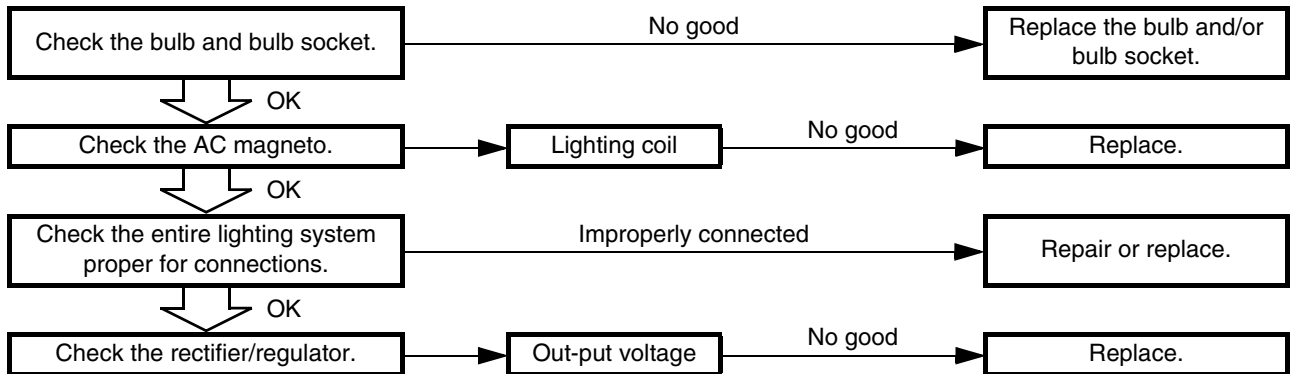 Check the bulb and bulb socket.
No good
Replace the bulb and/or
bulb socket.
OK
Check the AC magneto.
Lighting coil
No good
Replace.
OK
Check the entire lighting system
proper for connections.
Improperly connected
Repair or replace.
OK
Check the rectifier/regulator.
Out-put voltage
No good
Replace.